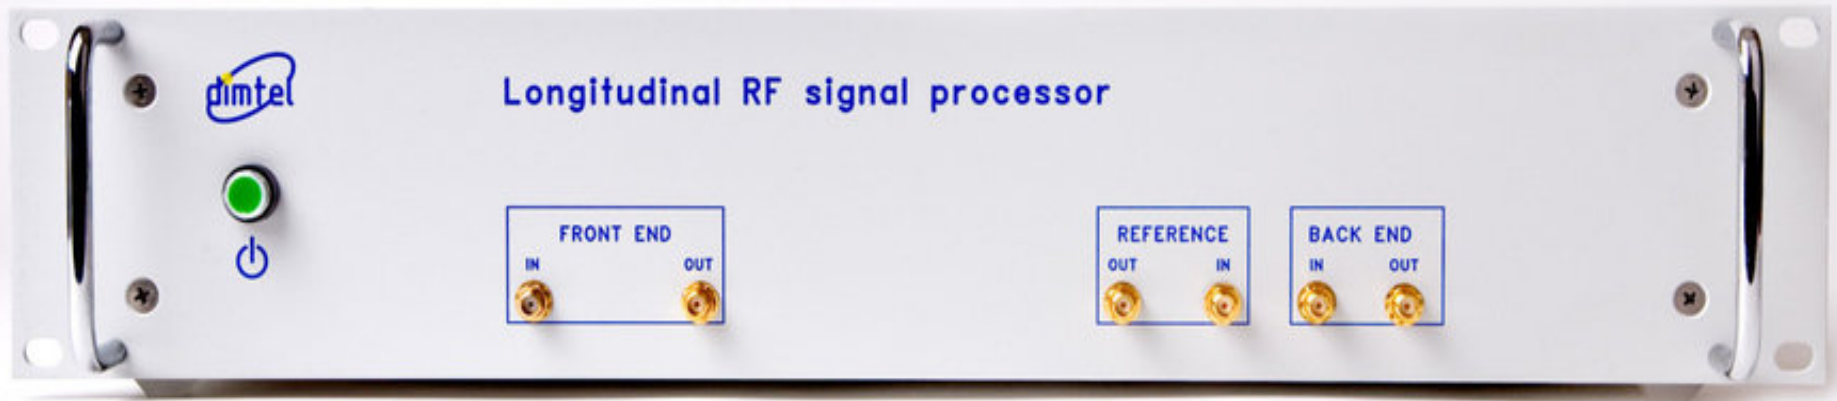 dimtel
Longitudinal RF signal processor
FRONT END
IN OUT
REFERENCE
OUT IN
BACK END
IN OUT